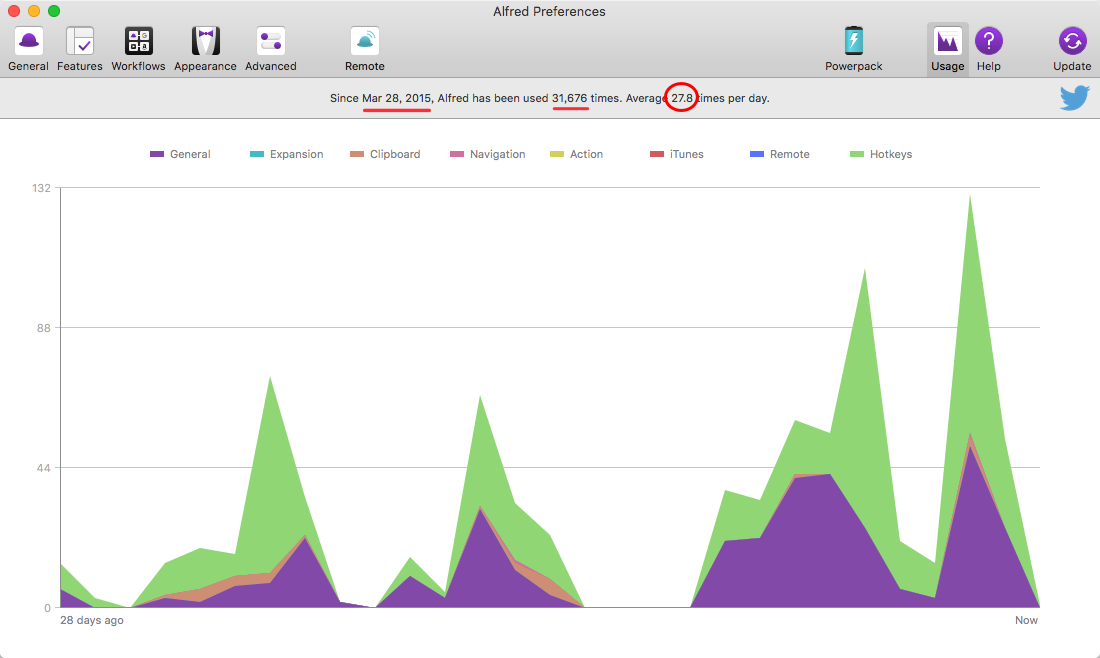 Alfred Preferences
General Features Workflows Appearance Advanced Remote Powerpack Usage Help Update
Since Mar 28, 2015, Alfred has been used 31,676 times. Average 27.8 times per day.
General Expansion Clipboard Navigation Action iTunes Remote Hotkeys
132
88
44
0
28 days ago Now